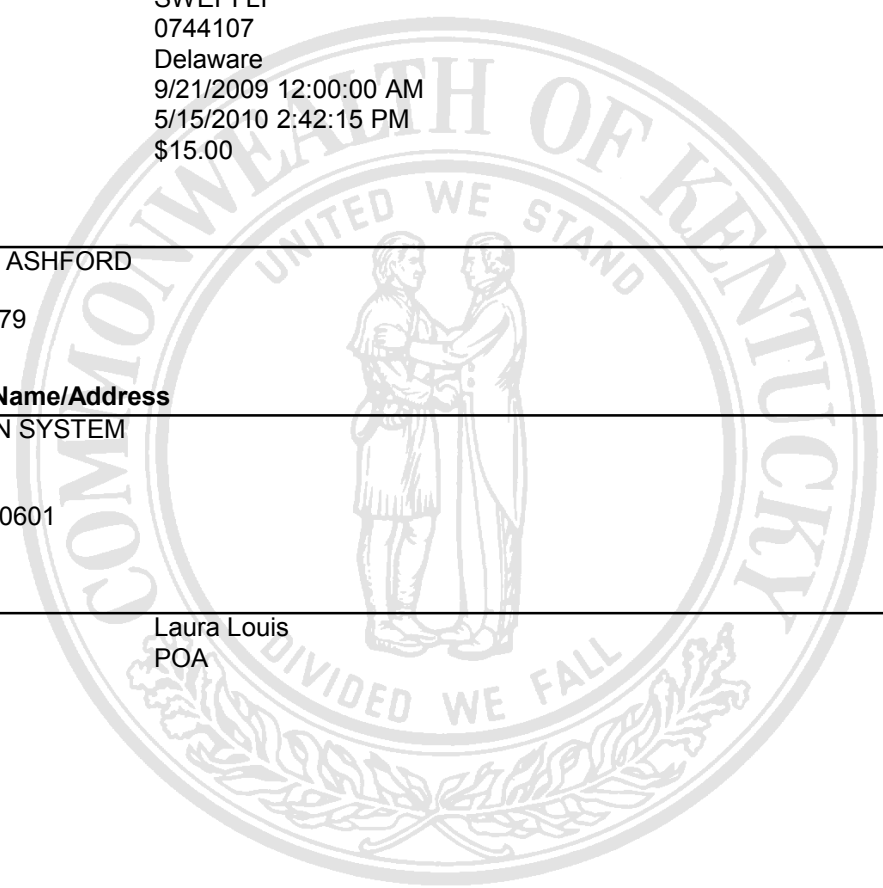 0744107
Delaware
9/21/2009 12:00:00 AM
5/15/2010 2:42:15 PM
$15.00
ASHFORD
79
Name/Address
N SYSTEM
0601
Laura Louis
POA
COMMONWEALTH OF KENTUCKY
UNITED WE STAND
DIVIDED WE FALL